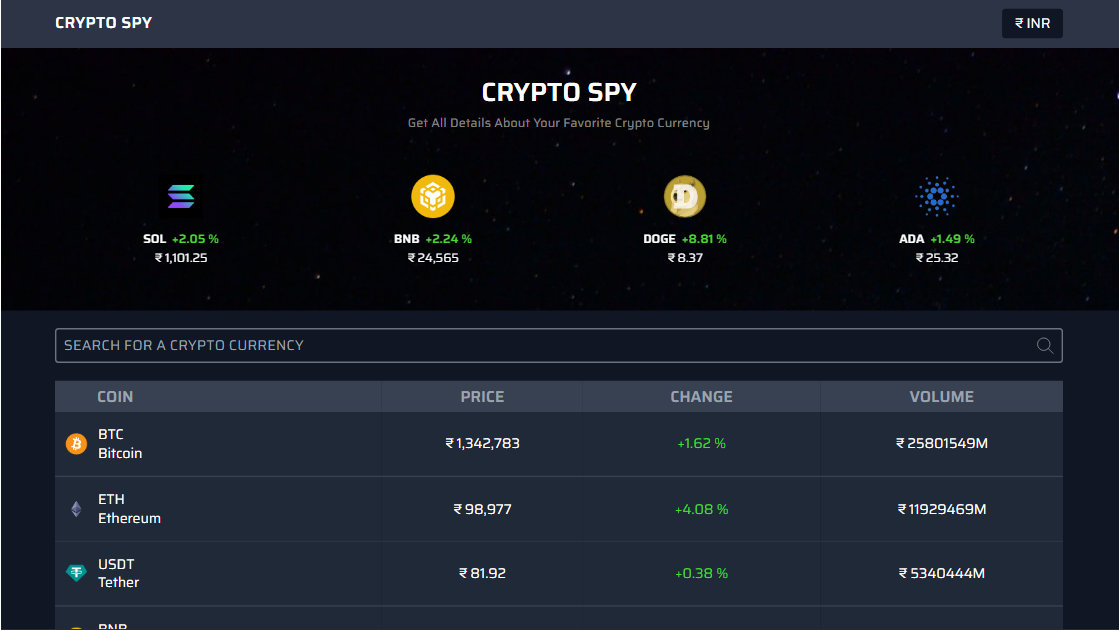 CRYPTO SPY
₹ INR
CRYPTO SPY
Get All Details About Your Favorite Crypto Currency
SOL +2.05 %
₹ 1,101.25
BNB +2.24 %
₹ 24,565
DOGE +8.81 %
₹ 8.37
ADA +1.49 %
₹ 25.32
SEARCH FOR A CRYPTO CURRENCY
COIN PRICE CHANGE VOLUME
BTC
Bitcoin
₹ 1,342,783 +1.62 % ₹ 25801549M
ETH
Ethereum
₹ 98,977 +4.08 % ₹ 11929469M
USDT
Tether
₹ 81.92 +0.38 % ₹ 5340444M
BNB